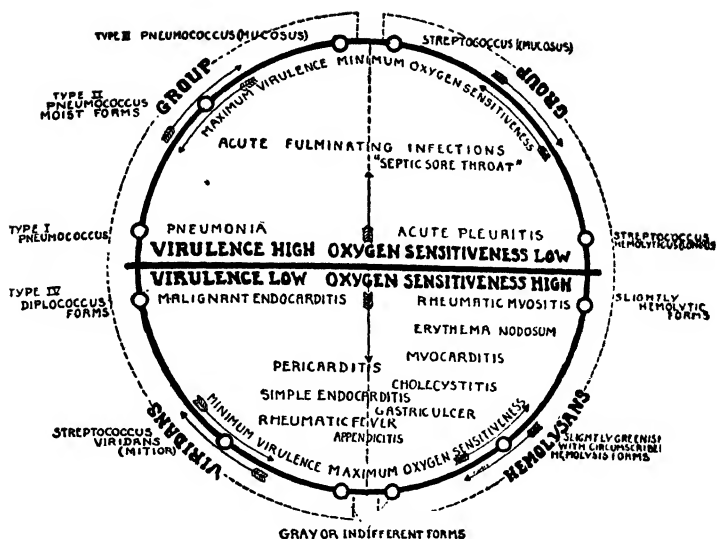 TYPE III PNEUMOCOCCUS (MUCOSUS)
STREPTOCOCCUS (MUCOSUS)
GROUP
GROUP
MAXIMUM VIRULENCE MINIMUM OXYGEN SENSITIVENESS
TYPE II
PNEUMOCOCCUS
MOIST FORMS
ACUTE FULMINATING INFECTIONS
"SEPTIC SORE THROAT"
TYPE I
PNEUMOCOCCUS
PNEUMONIA
ACUTE PLEURITIS
STREPTOCOCCUS
HEMOLYTICUS
VIRULENCE HIGH OXYGEN SENSITIVENESS LOW
VIRULENCE LOW OXYGEN SENSITIVENESS HIGH
TYPE IV
DIPLOCOCCUS
FORMS
MALIGNANT ENDOCARDITIS
RHEUMATIC MYOSITIS
SLIGHTLY
HEMOLYTIC
FORMS
ERYTHEMA NODOSUM
MYOCARDITIS
PERICARDITIS
CHOLECYSTITIS
SIMPLE ENDOCARDITIS
GASTRIC ULCER
RHEUMATIC FEVER
APPENDICITIS
MINIMUM VIRULENCE MAXIMUM OXYGEN SENSITIVENESS
STREPTOCOCCUS
VIRIDANS
(MITIOR)
VIRIDANS
HEMOLYSANS
SLIGHTLY GREENISH
WITH CIRCUMSCRIBED
HEMOLYSIS FORMS
GRAY OR INDIFFERENT FORMS